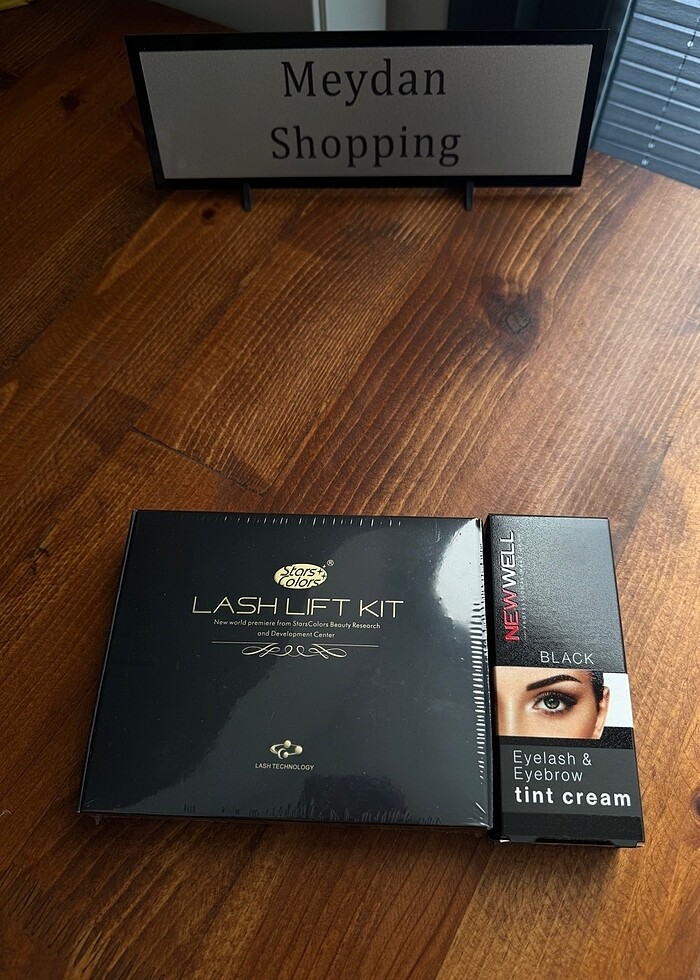 Meydan
Shopping
Stars
Colors
®
LASH LIFT KIT
New world premiere from StarsColors Beauty Research
and Development Center
LASH TECHNOLOGY
NEWWELL
BLACK
Eyelash &
Eyebrow
tint cream